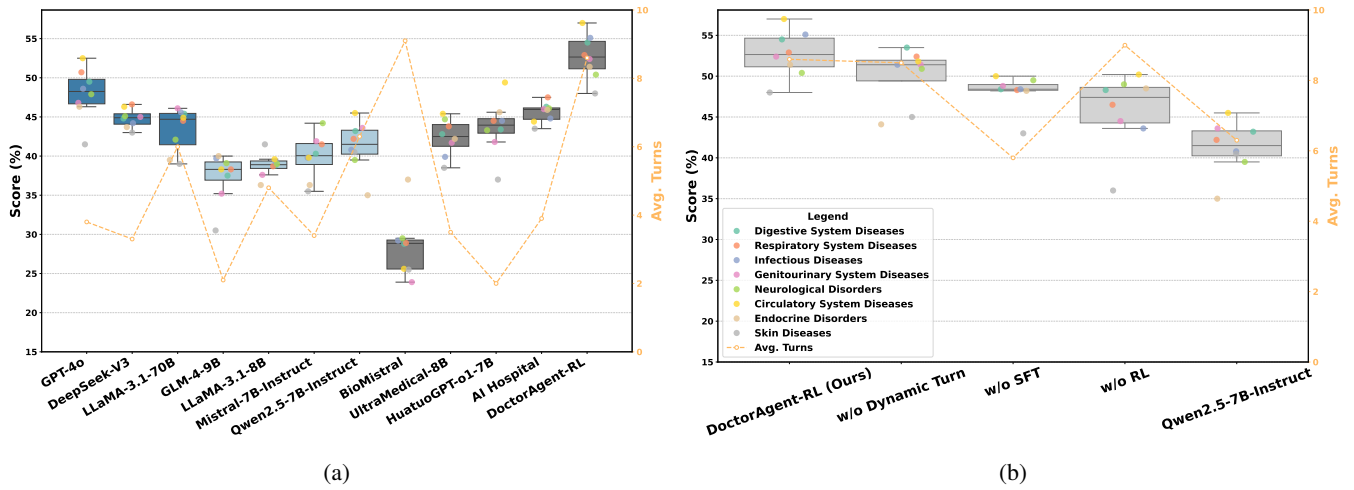 Score (%)
55
50
45
40
35
30
25
20
15
10
8
6
4
2
0
Avg. Turns
GPT-4o
DeepSeek-V3
LLaMA-3.1-70B
GLM-4-9B
LLaMA-3.1-8B
Mistral-7B-Instruct
Qwen2.5-7B-Instruct
BioMistral
UltraMedical-8B
HuatuoGPT-o1-7B
AI Hospital
DoctorAgent-RL
(a)
Score (%)
55
50
45
40
35
30
25
20
15
Legend
Digestive System Diseases
Respiratory System Diseases
Infectious Diseases
Genitourinary System Diseases
Neurological Disorders
Circulatory System Diseases
Endocrine Disorders
Skin Diseases
Avg. Turns
10
8
6
4
2
0
Avg. Turns
DoctorAgent-RL (Ours)
w/o Dynamic Turn
w/o SFT
w/o RL
Qwen2.5-7B-Instruct
(b)